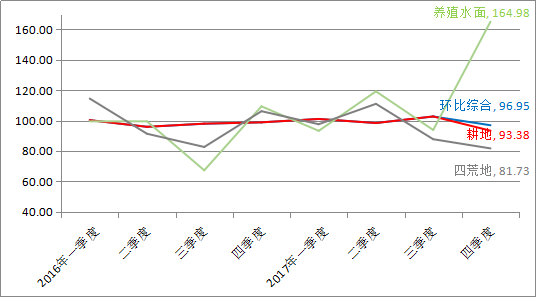 养殖水面, 164.98
160.00
140.00
120.00
环比综合, 96.95
100.00
耕地, 93.38
80.00
四荒地, 81.73
60.00
40.00
2016年一季度
二季度
三季度
四季度
2017年一季度
二季度
三季度
四季度